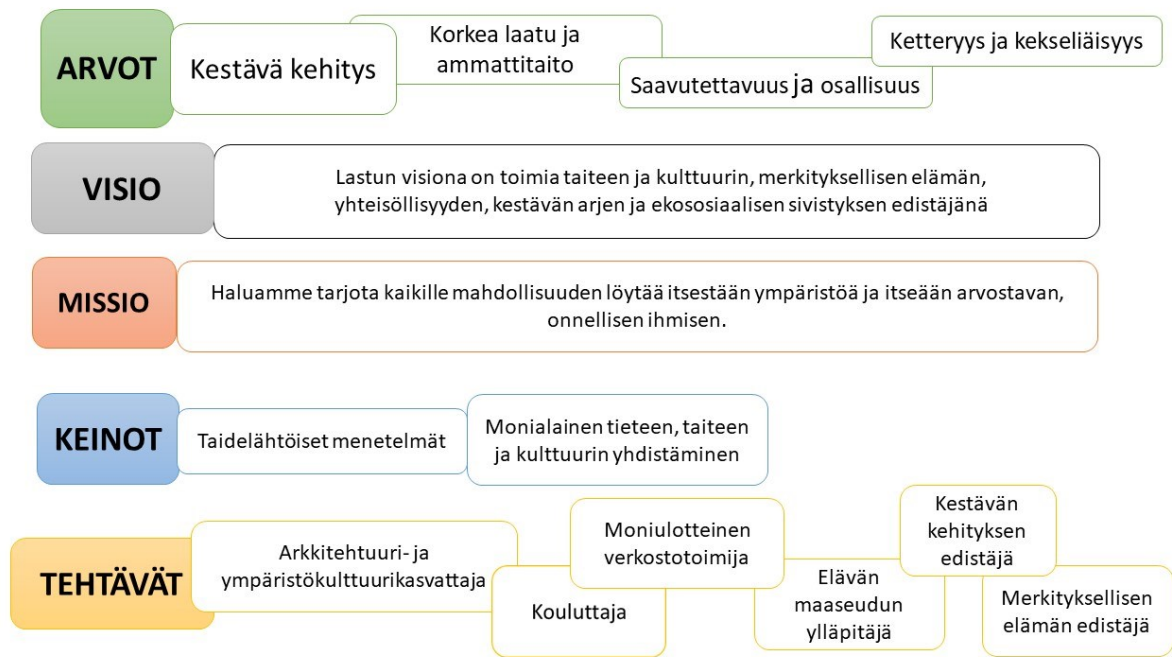 ARVOT
Kestävä kehitys
Korkea laatu ja
ammattitaito
Saavutettavuus ja osallisuus
Ketteryys ja kekseliäisyys
VISIO
Lastun visiona on toimia taiteen ja kulttuurin, merkityksellisen elämän,
yhteisöllisyyden, kestävän arjen ja ekososiaalisen sivistyksen edistäjänä
MISSIO
Haluamme tarjota kaikille mahdollisuuden löytää itsestään ympäristöä ja itseään arvostavan,
onnellisen ihmisen.
KEINOT
Taidelähtöiset menetelmät
Monialainen tieteen, taiteen
ja kulttuurin yhdistäminen
TEHTÄVÄT
Arkkitehtuuri- ja
ympäristökulttuurikasvattaja
Kouluttaja
Moniulotteinen
verkostotoimija
Elävän
maaseudun
ylläpitäjä
Kestävän
kehityksen
edistäjä
Merkityksellisen
elämän edistäjä